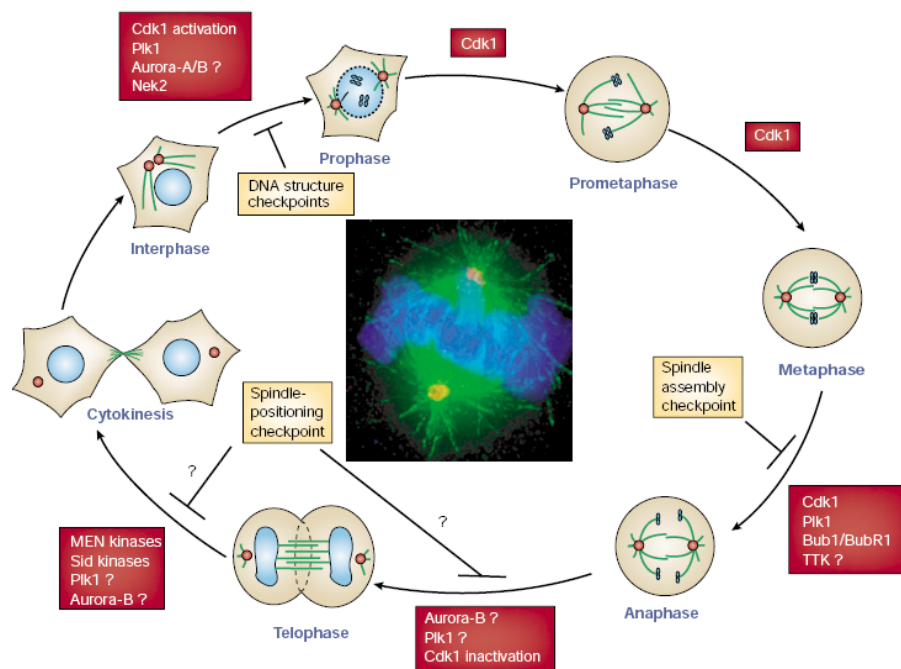 Cdk1 activation
Plk1
Aurora-A/B ?
Nek2
Cdk1
Prophase
Prometaphase
Cdk1
DNA structure
checkpoints
Interphase
Metaphase
Spindle
assembly
checkpoint
Spindle-
positioning
checkpoint
Cytokinesis
?
?
Cdk1
Plk1
Bub1/BubR1
TTK ?
MEN kinases
Sid kinases
Plk1 ?
Aurora-B ?
Telophase
Aurora-B ?
Plk1 ?
Cdk1 inactivation
Anaphase